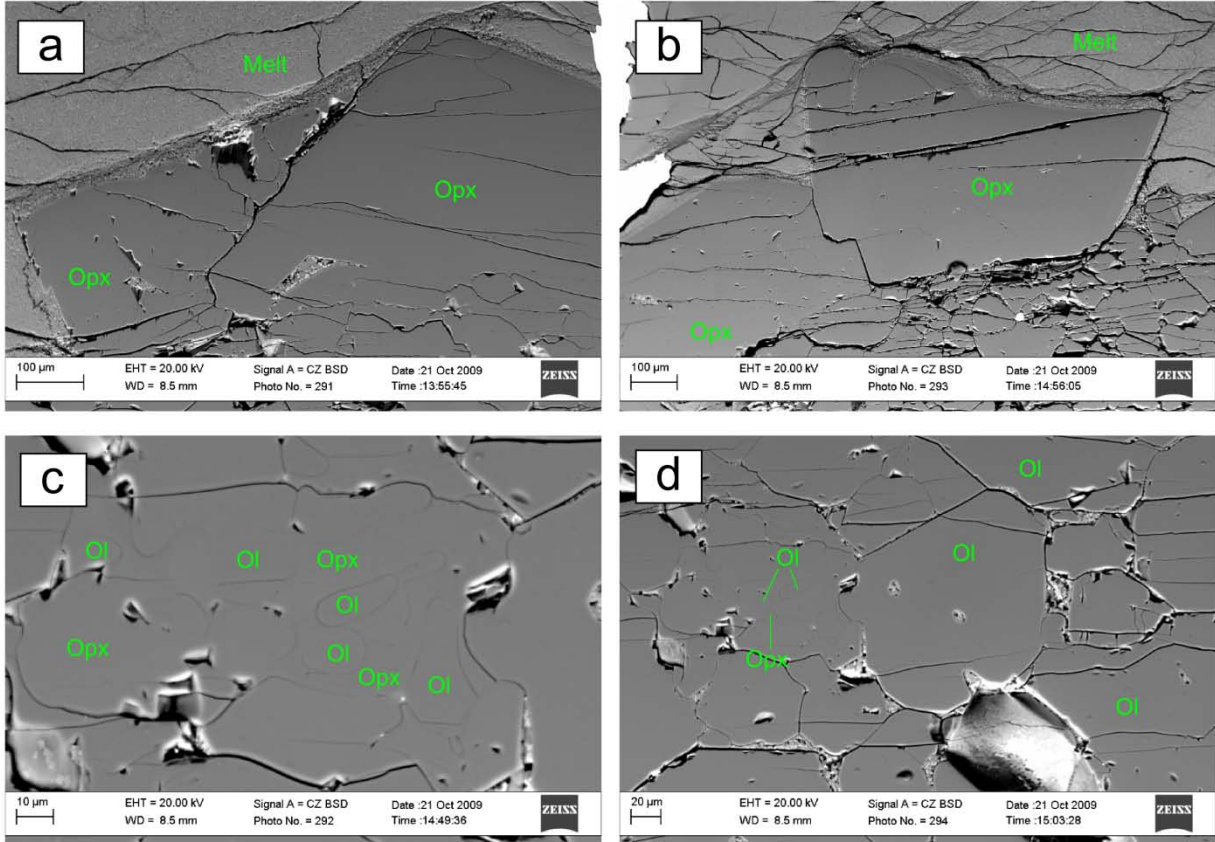 a
Melt
Opx
Opx
100 µm
EHT = 20.00 kV
WD = 8.5 mm
Signal A = CZ BSD
Photo No. = 291
Date :21 Oct 2009
Time :13:55:45
ZEISS
b
Melt
Opx
Opx
100 µm
EHT = 20.00 kV
WD = 8.5 mm
Signal A = CZ BSD
Photo No. = 293
Date :21 Oct 2009
Time :14:56:05
ZEISS
c
Ol
Ol
Opx
Ol
Opx
Ol
Opx
Ol
10 µm
EHT = 20.00 kV
WD = 8.5 mm
Signal A = CZ BSD
Photo No. = 292
Date :21 Oct 2009
Time :14:49:36
ZEISS
d
Ol
Ol
Ol
Opx
Ol
20 µm
EHT = 20.00 kV
WD = 8.5 mm
Signal A = CZ BSD
Photo No. = 294
Date :21 Oct 2009
Time :15:03:28
ZEISS